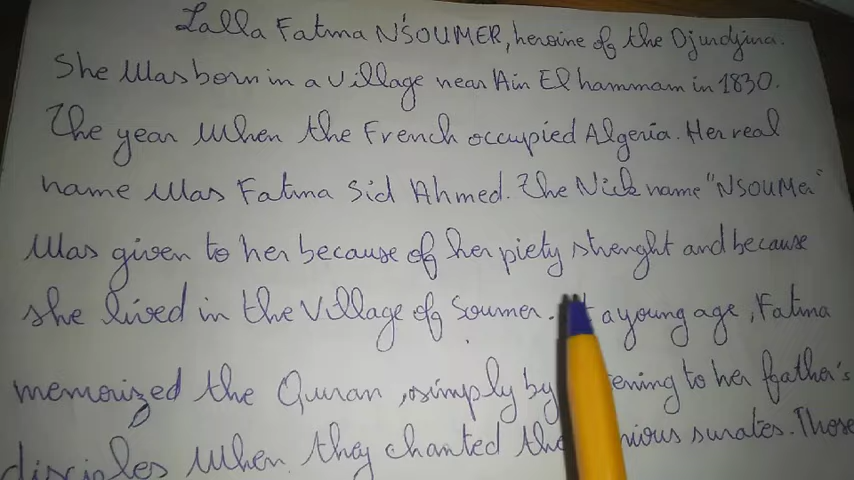 Lalla Fatma N'SOUMER, heroine of the Djurdjura.
She Was born in a village near Ain El hammam in 1830.
The year When the French occupied Algeria. Her real
name Was Fatma Sid Ahmed. The Nick name "NSOUMer"
Was given to her because of her piety strenght and because
she lived in the Village of Soumer. a young age, Fatma
memorized the Quran, simply by to her father's
disciples When they chanted the surates. Those